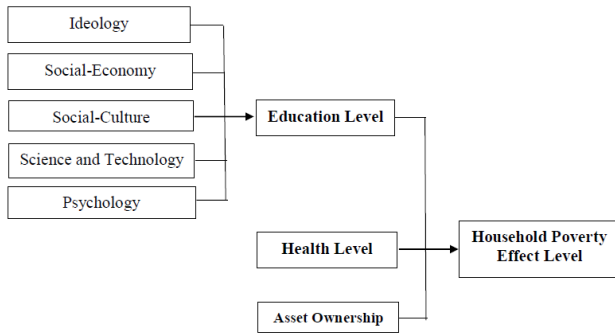 Ideology
Social-Economy
Social-Culture
Science and Technology
Psychology
Education Level
Health Level
Asset Ownership
Household Poverty
Effect Level